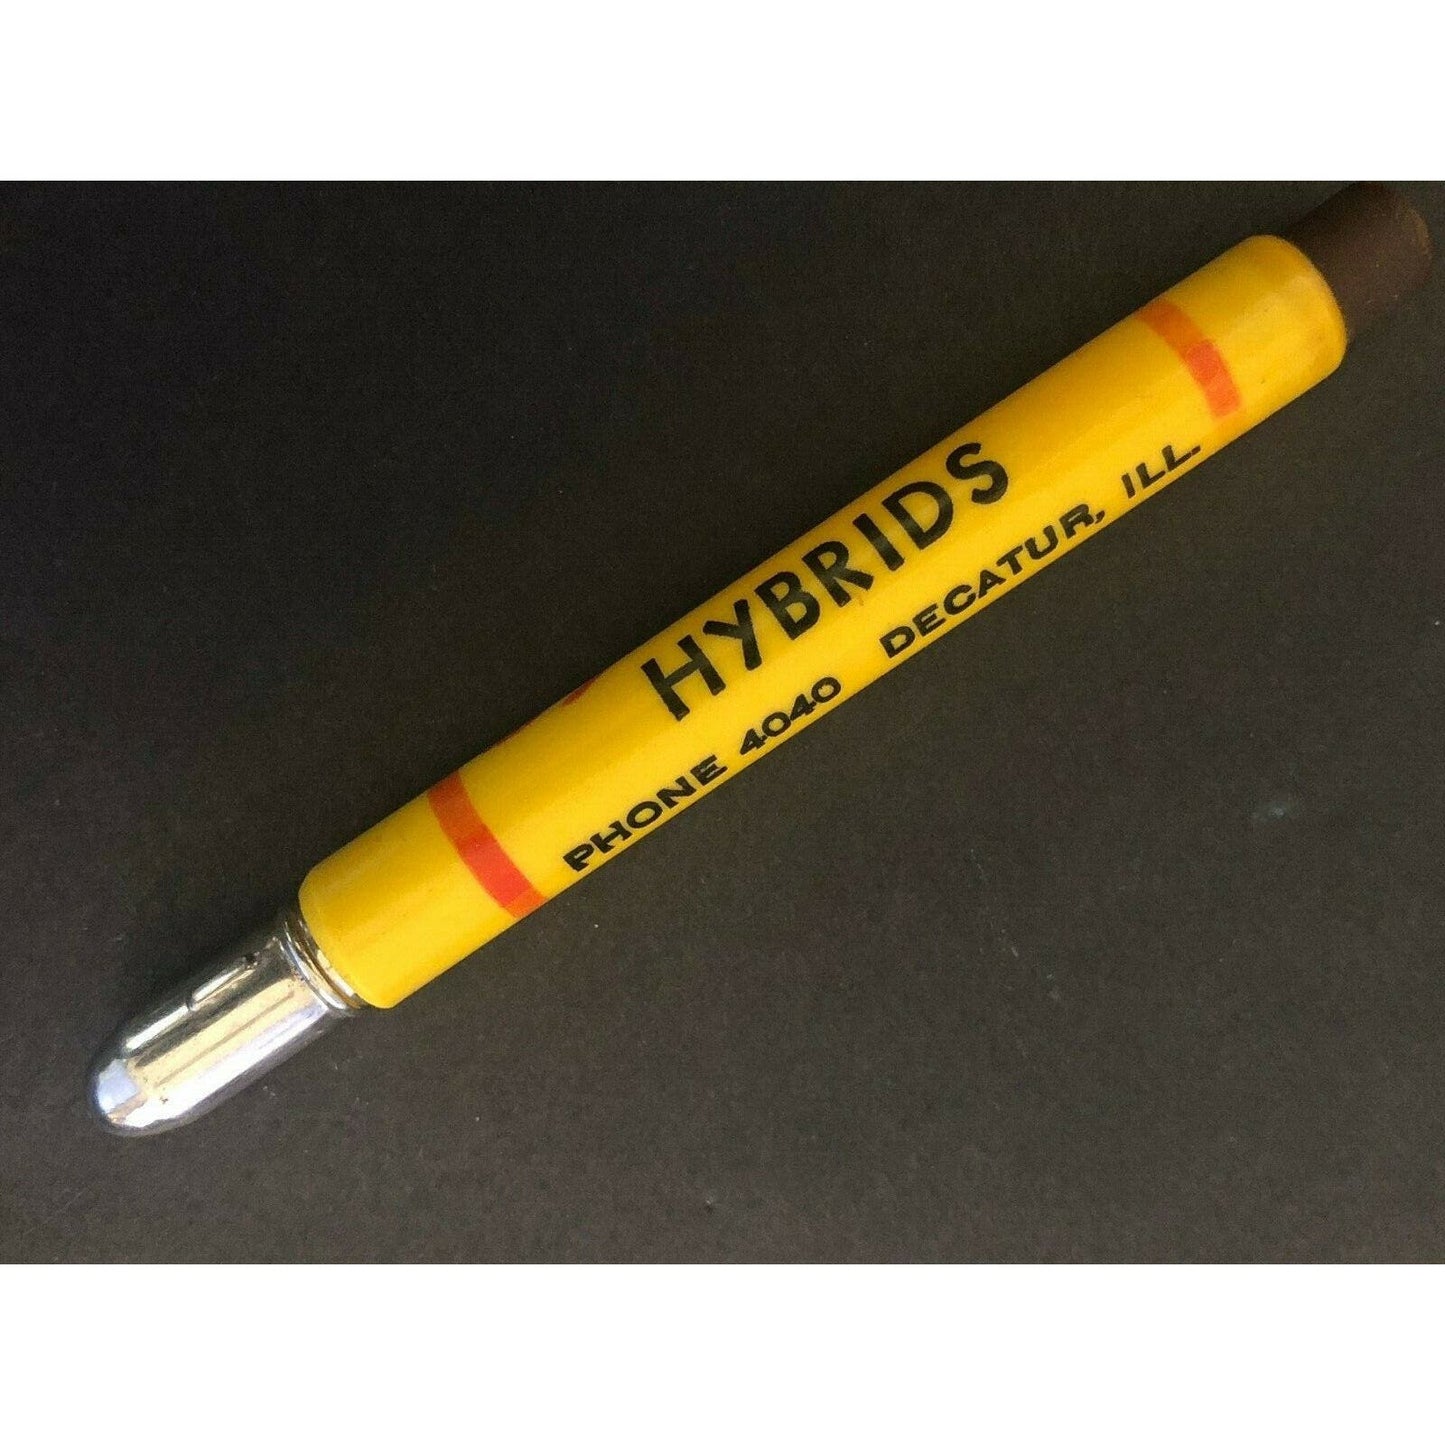 HYBRIDS
PHONE 4040 DECATUR, ILL.